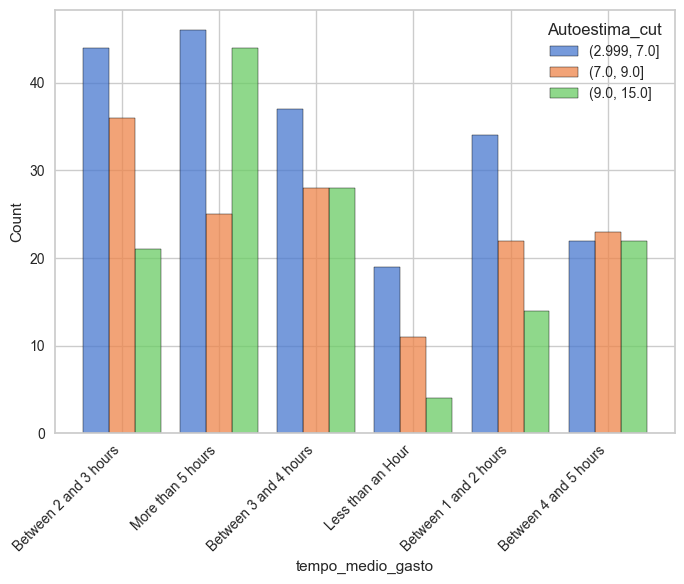 Autoestima_cut
(2.999, 7.0]
(7.0, 9.0]
(9.0, 15.0]
Count
40
30
20
10
0
Between 2 and 3 hours
More than 5 hours
Between 3 and 4 hours
Less than an Hour
Between 1 and 2 hours
Between 4 and 5 hours
tempo_medio_gasto